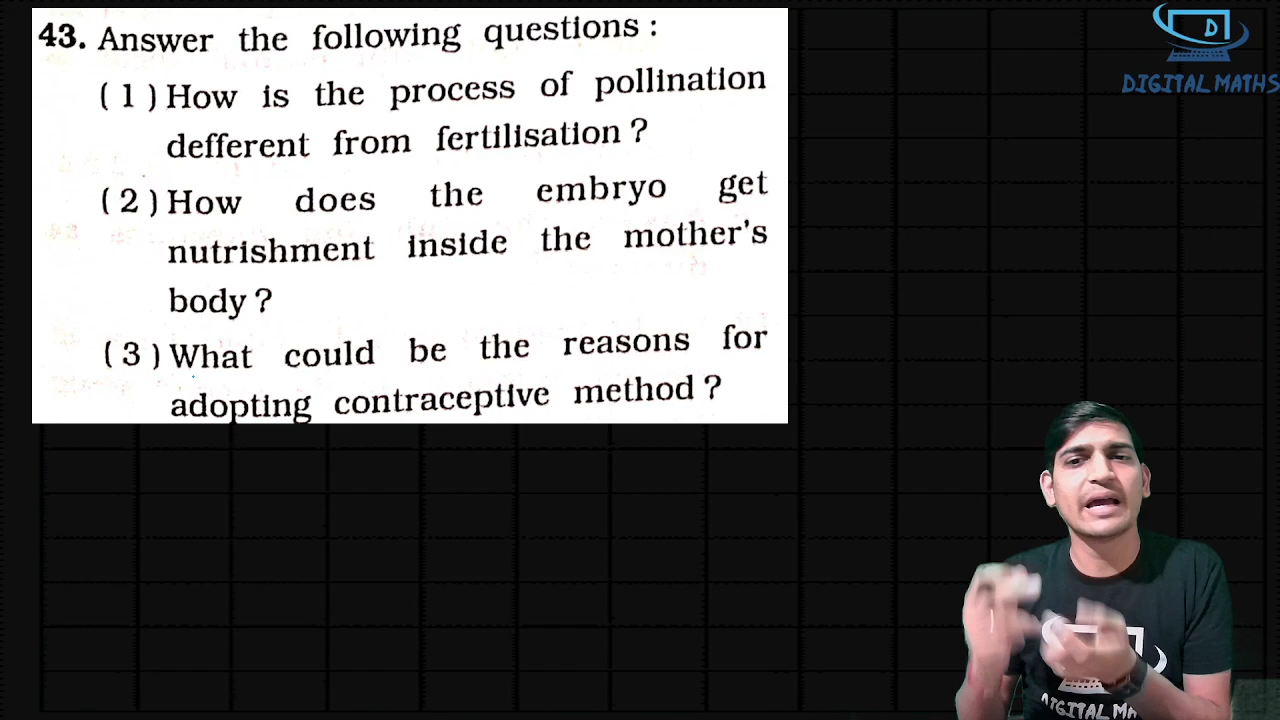 43. Answer the following questions :
(1) How is the process of pollination
defferent from fertilisation ?
(2) How does the embryo get
nutrishment inside the mother's
body ?
(3) What could be the reasons for
adopting contraceptive method ?
D
DIGITAL MATHS
DIGITAL MA